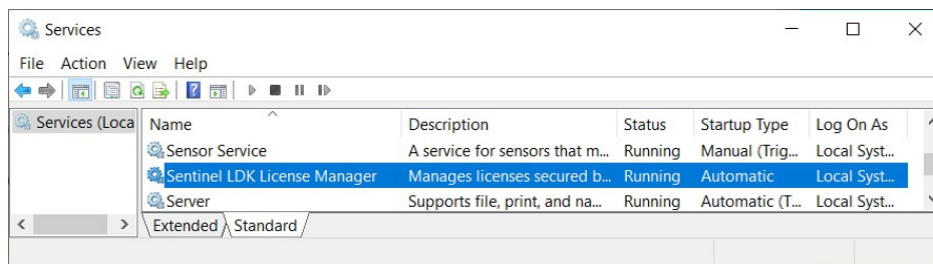 Services
File Action View Help
Services (Loca
Name Description Status Startup Type Log On As
Sensor Service A service for sensors that m... Running Manual (Trig... Local Syst...
Sentinel LDK License Manager Manages licenses secured b... Running Automatic Local Syst...
Server Supports file, print, and na... Running Automatic (T... Local Syst...
Extended Standard